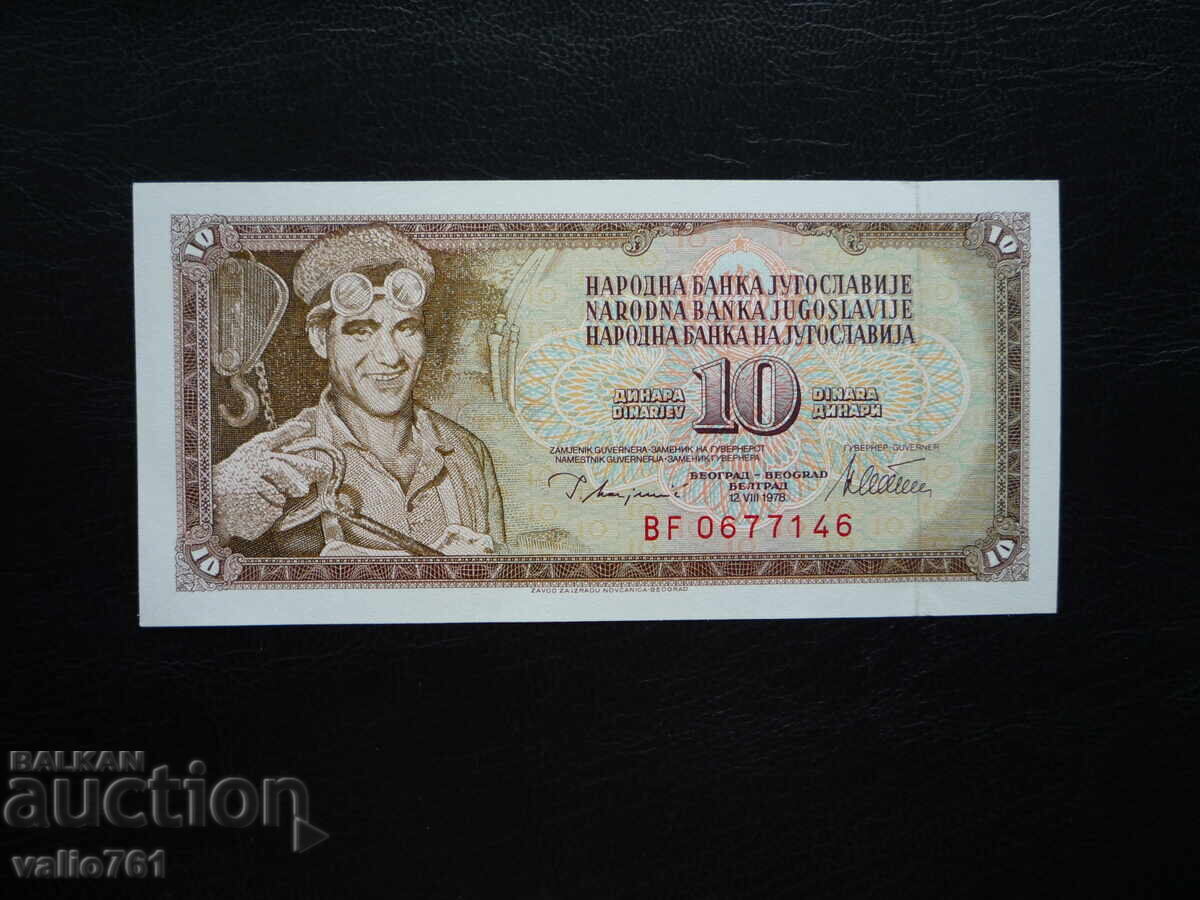 10
10
НАРОДНА БАНКА ЈУГОСЛАВИЈЕ
NARODNA BANKA JUGOSLAVIJE
НАРОДНА БАНКА НА ЈУГОСЛАВИЈА
ДИНАРА 10 DINARA
DINARJEV ДИНАРИ
ZAMJENIK GUVERNERA-ЗАМЕНИК НА ГУВЕРНЕРОТ ГУВЕРНЕР GUVERNER
NAMESTNIK GUVERNERJA-ЗАМЕНИК ГУВЕРНЕРА
БЕОГРАД - BEOGRAD
БЕЛГРАД
12. VIII 1978
BF 0677146
10
10
ZAVOD ZA IZRADU NOVČANICA-BEOGRAD
BALKAN
auction
valio761